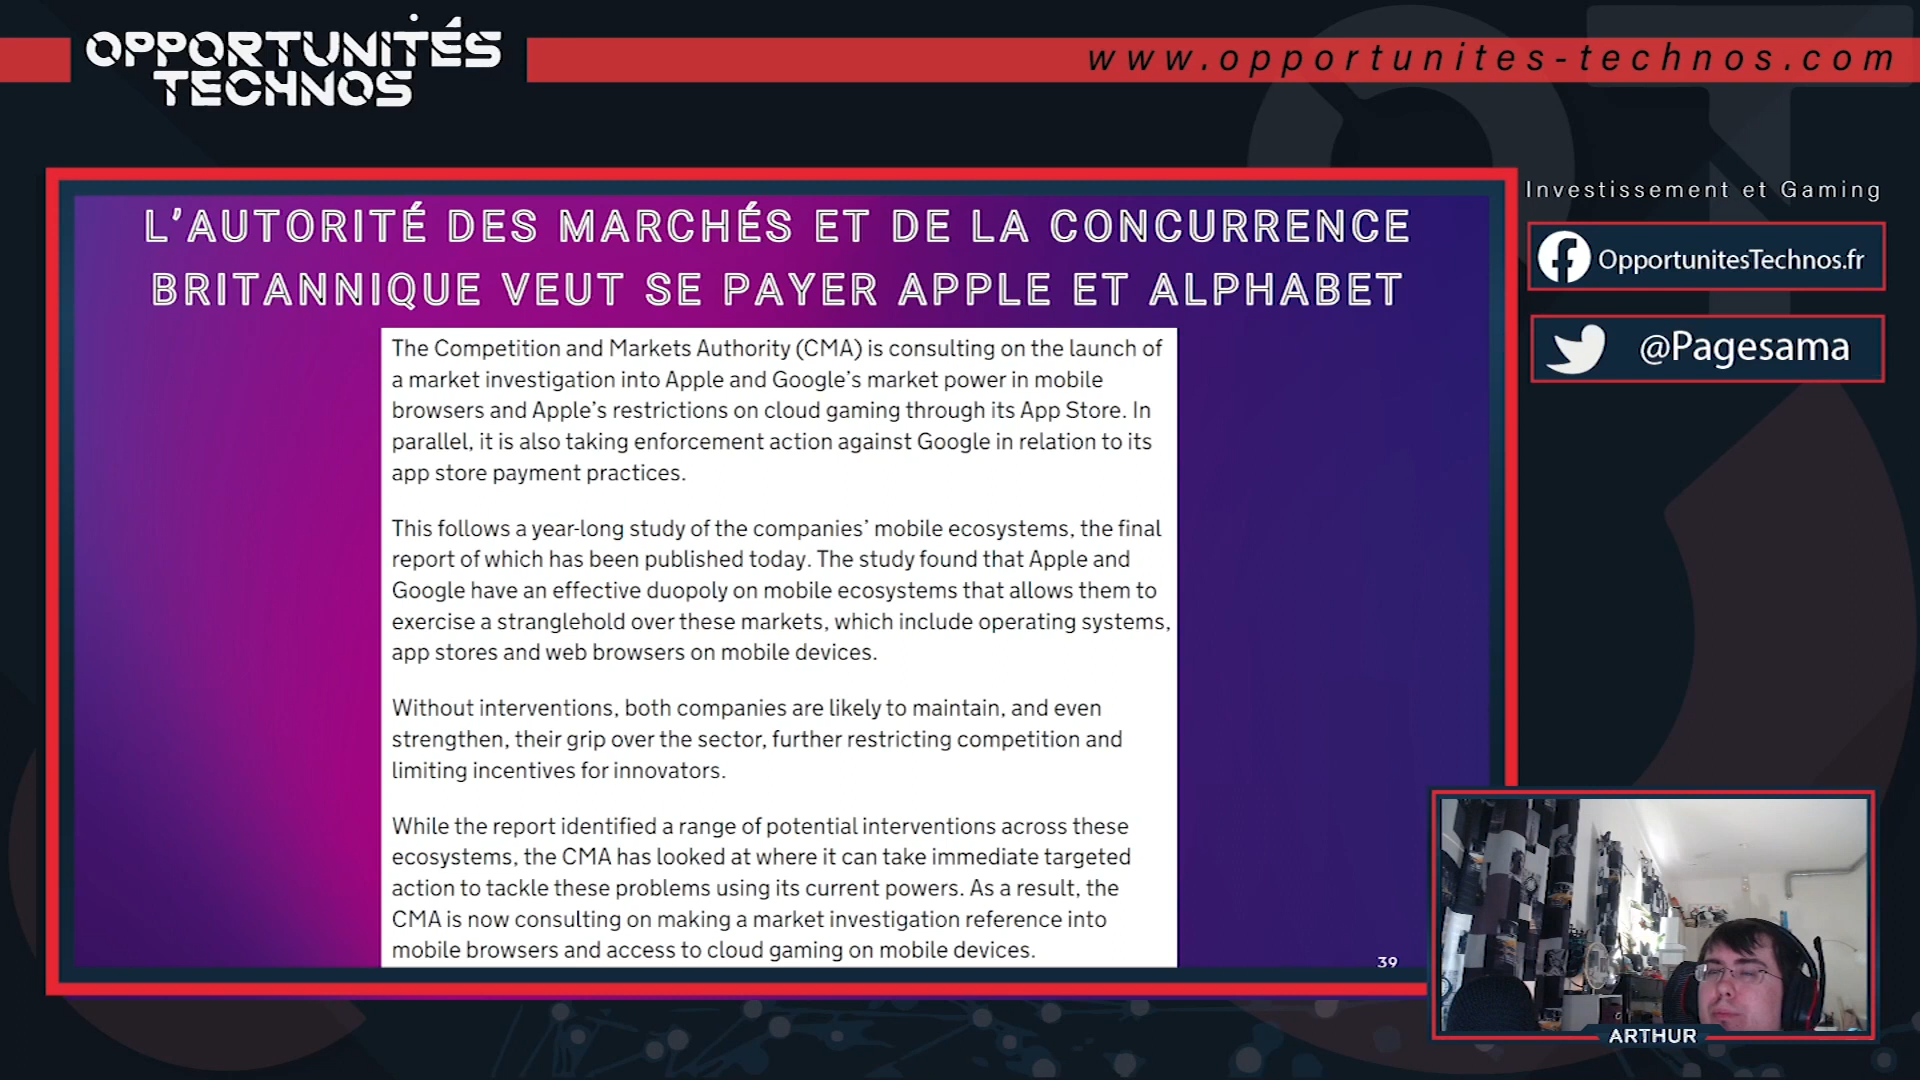 OPPORTUNITÉS
TECHNOS
www.opportunites-technos.com
Investissement et Gaming
OpportunitesTechnos.fr
@Pagesama
L'AUTORITÉ DES MARCHÉS ET DE LA CONCURRENCE
BRITANNIQUE VEUT SE PAYER APPLE ET ALPHABET
The Competition and Markets Authority (CMA) is consulting on the launch of
a market investigation into Apple and Google's market power in mobile
browsers and Apple's restrictions on cloud gaming through its App Store. In
parallel, it is also taking enforcement action against Google in relation to its
app store payment practices.
This follows a year-long study of the companies' mobile ecosystems, the final
report of which has been published today. The study found that Apple and
Google have an effective duopoly on mobile ecosystems that allows them to
exercise a stranglehold over these markets, which include operating systems,
app stores and web browsers on mobile devices.
Without interventions, both companies are likely to maintain, and even
strengthen, their grip over the sector, further restricting competition and
limiting incentives for innovators.
While the report identified a range of potential interventions across these
ecosystems, the CMA has looked at where it can take immediate targeted
action to tackle these problems using its current powers. As a result, the
CMA is now consulting on making a market investigation reference into
mobile browsers and access to cloud gaming on mobile devices.
39
ARTHUR